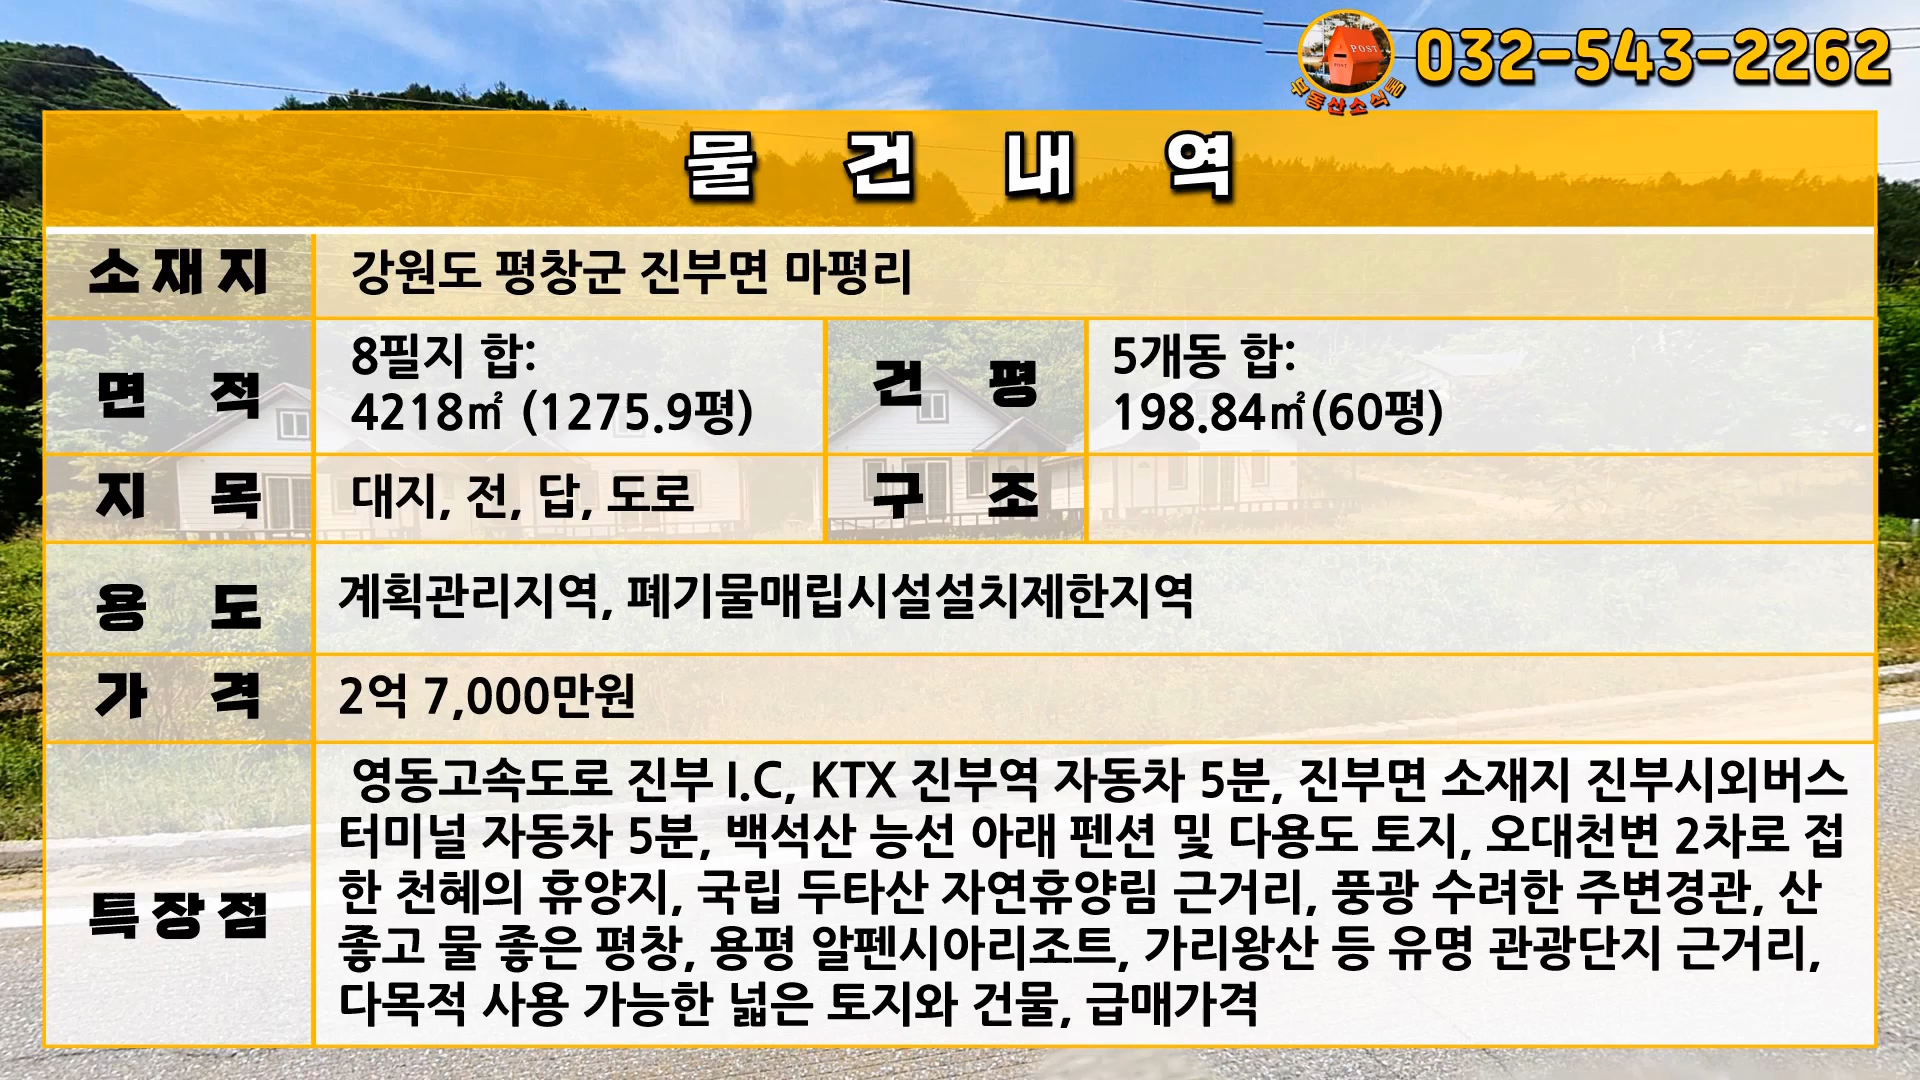 032-543-2262
POST
POST
부동산소식통
물건내역
소재지
강원도 평창군 진부면 마평리
면적
8필지 합:
4218㎡ (1275.9평)
건평
5개동 합:
198.84㎡(60평)
지목
대지, 전, 답, 도로
구조
용도
계획관리지역, 폐기물매립시설설치제한지역
가격
2억 7,000만원
특장점
영동고속도로 진부 I.C, KTX 진부역 자동차 5분, 진부면 소재지 진부시외버스
터미널 자동차 5분, 백석산 능선 아래 펜션 및 다용도 토지, 오대천변 2차로 접
한 천혜의 휴양지, 국립 두타산 자연휴양림 근거리, 풍광 수려한 주변경관, 산
좋고 물 좋은 평창, 용평 알펜시아리조트, 가리왕산 등 유명 관광단지 근거리,
다목적 사용 가능한 넓은 토지와 건물, 급매가격